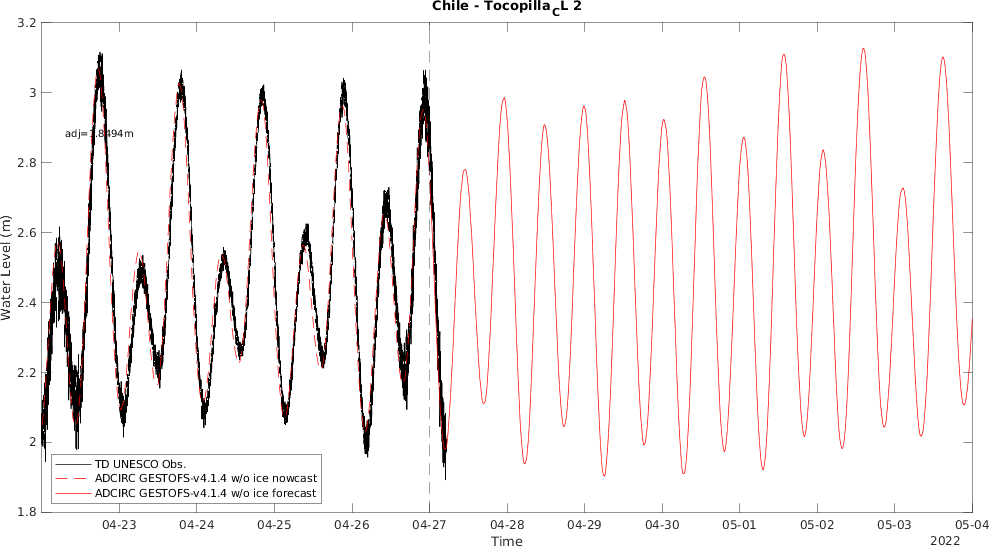 Chile - Tocopilla_CL 2
3.2
3
2.8
2.6
2.4
2.2
2
1.8
Water Level (m)
adj=1.8494m
TD UNESCO Obs.
ADCIRC GESTOFS-v4.1.4 w/o ice nowcast
ADCIRC GESTOFS-v4.1.4 w/o ice forecast
04-23 04-24 04-25 04-26 04-27 04-28 04-29 04-30 05-01 05-02 05-03 05-04
Time
2022